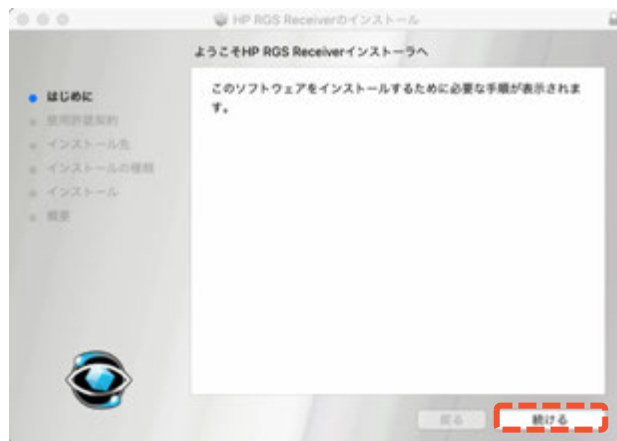 HP RGS Receiverのインストール
ようこそHP RGS Receiverインストーラへ
はじめに
使用許諾契約
インストール先
インストールの種類
インストール
概要
このソフトウェアをインストールするために必要な手順が表示されま
す。
戻る
続ける